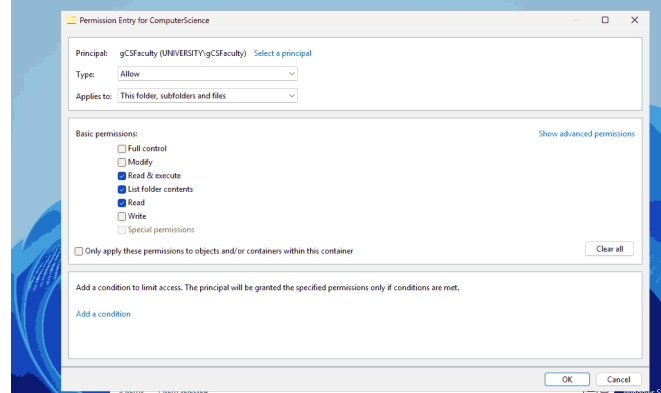 Permission Entry for ComputerScience
Principal: gCSFaculty (UNIVERSITY\gCSFaculty) Select a principal
Type: Allow
Applies to: This folder, subfolders and files
Basic permissions: Show advanced permissions
Full control
Modify
Read & execute
List folder contents
Read
Write
Special permissions
Only apply these permissions to objects and/or containers within this container Clear all
Add a condition to limit access. The principal will be granted the specified permissions only if conditions are met.
Add a condition
OK Cancel